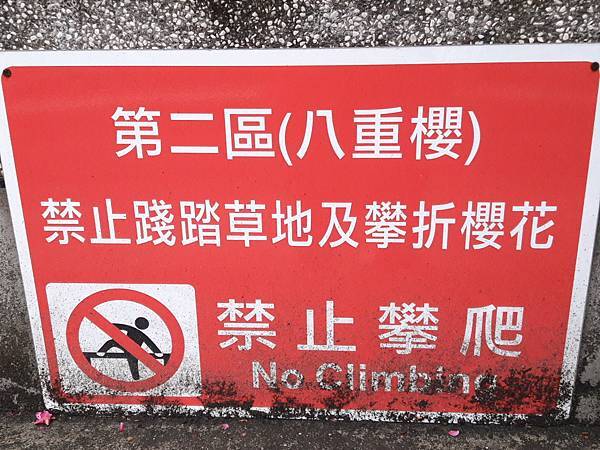 第二區(八重櫻)
禁止踐踏草地及攀折櫻花
禁止攀爬
No Climbing